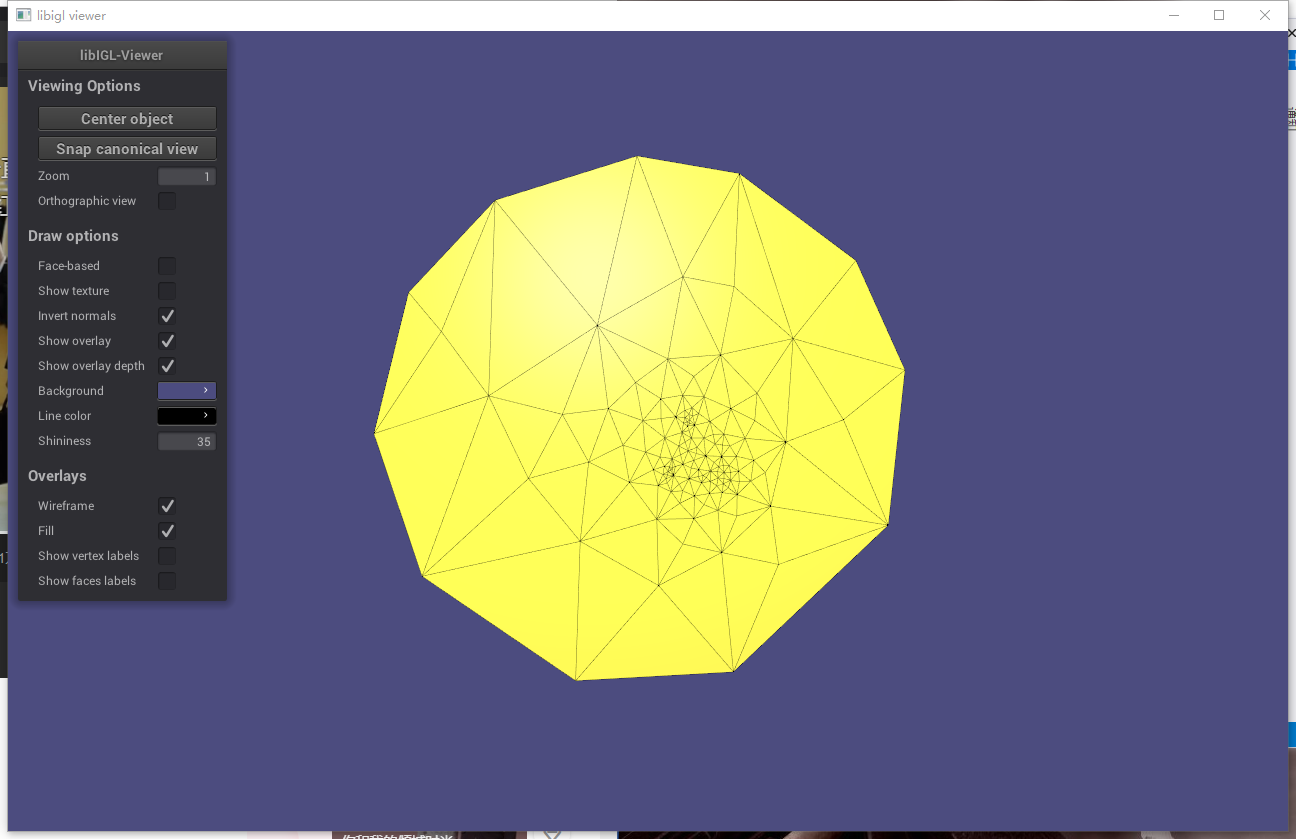 libigl viewer
libIGL-Viewer
Viewing Options
Center object
Snap canonical view
Zoom 1
Orthographic view
Draw options
Face-based
Show texture
Invert normals
Show overlay
Show overlay depth
Background
Line color
Shininess 35
Overlays
Wireframe
Fill
Show vertex labels
Show faces labels